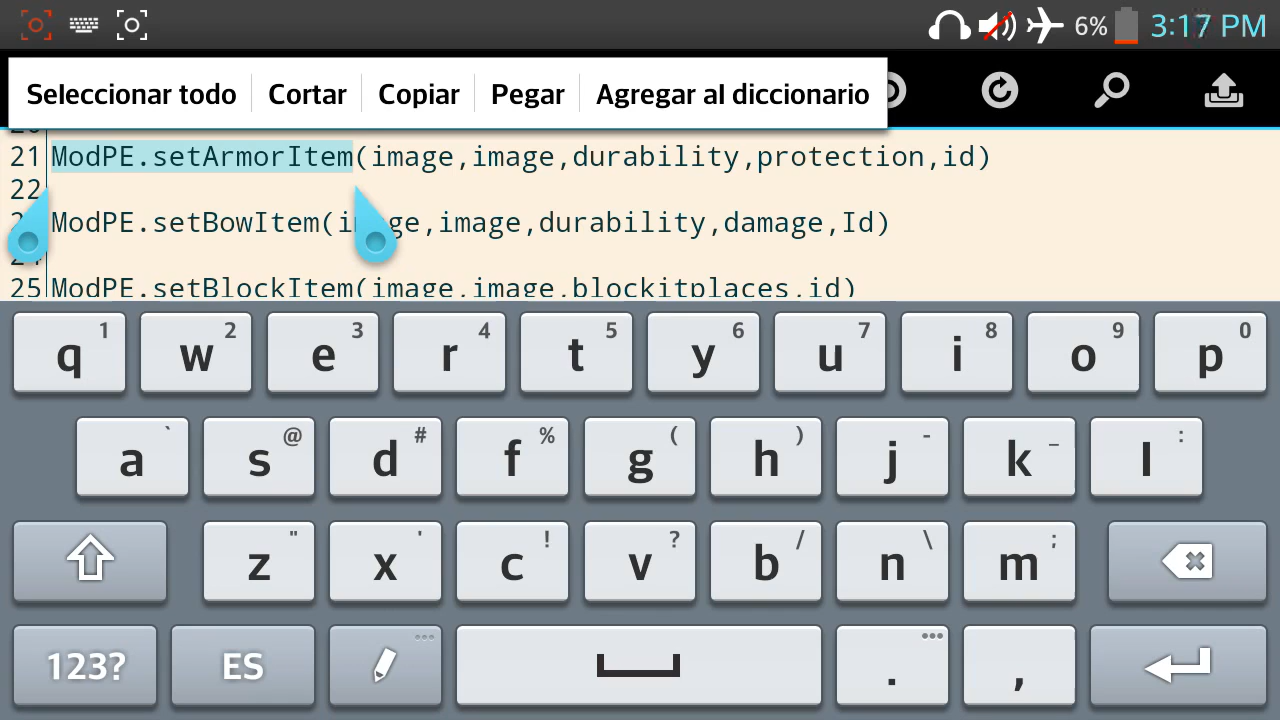 6% 3:17 PM
Seleccionar todo Cortar Copiar Pegar Agregar al diccionario
21 ModPE.setArmorItem(image,image,durability,protection,id)
22
ModPE.setBowItem(image,image,durability,damage,Id)
25 ModPE.setBlockItem(image,image,blockitplaces,id)
q 1 w 2 e 3 r 4 t 5 y 6 u 7 i 8 o 9 p 0
a ` s @ d # f % g ( h ) j - k _ l :
z " x ' c ! v ? b / n \ m ;
123? ES . ,